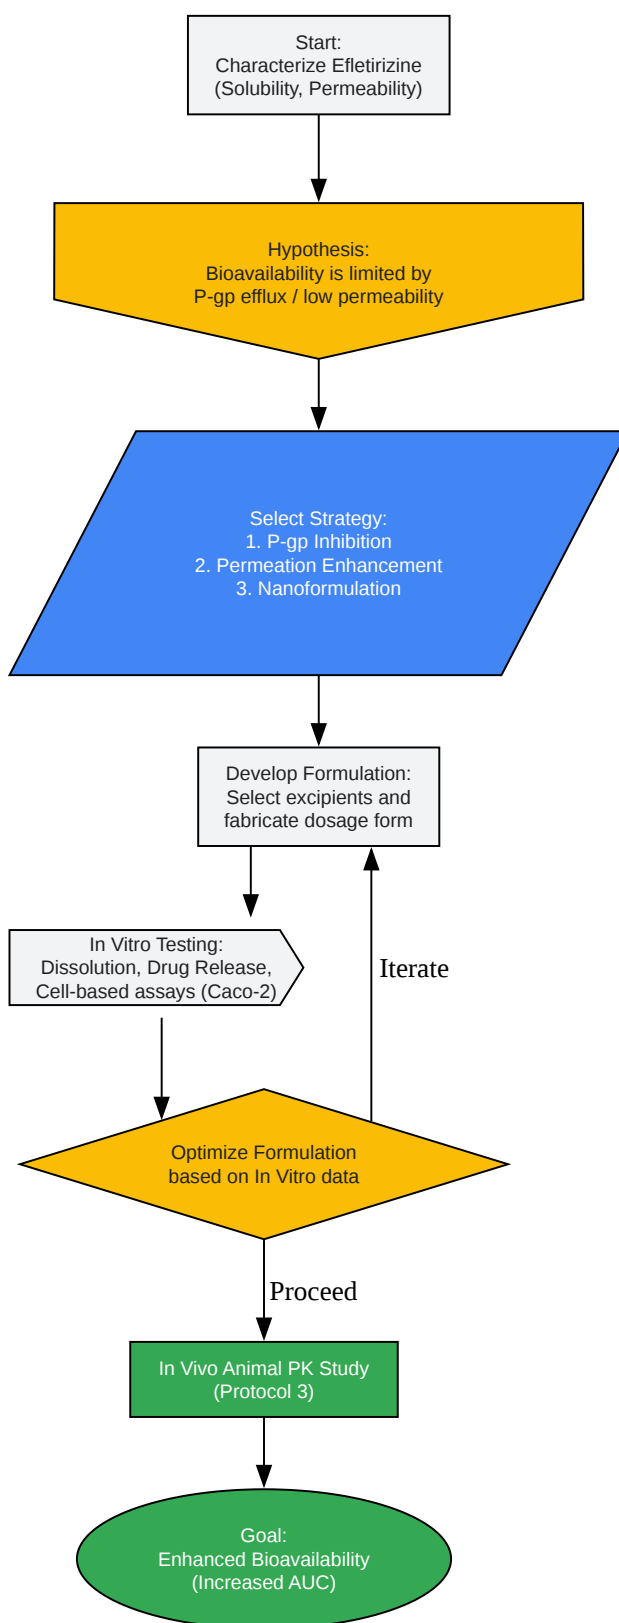 Start:
Characterize Efletirizine
(Solubility, Permeability)
Hypothesis:
Bioavailability is limited by
P-gp efflux / low permeability
Select Strategy:
1. P-gp Inhibition
2. Permeation Enhancement
3. Nanoformulation
Develop Formulation:
Select excipients and
fabricate dosage form
In Vitro Testing:
Dissolution, Drug Release,
Cell-based assays (Caco-2)
Iterate
Optimize Formulation
based on In Vitro data
Proceed
In Vivo Animal PK Study
(Protocol 3)
Goal:
Enhanced Bioavailability
(Increased AUC)